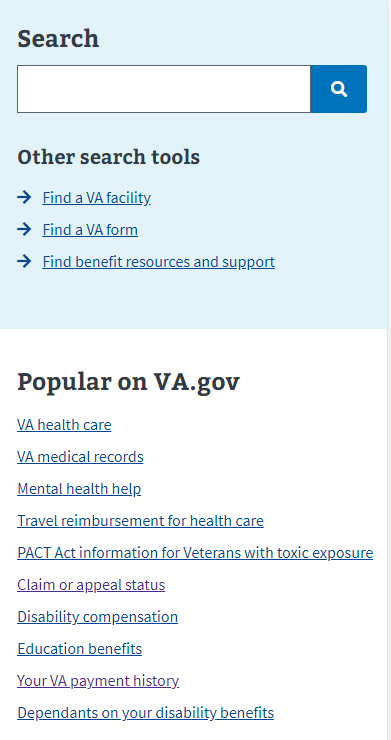 Search
Other search tools
Find a VA facility
Find a VA form
Find benefit resources and support
Popular on VA.gov
VA health care
VA medical records
Mental health help
Travel reimbursement for health care
PACT Act information for Veterans with toxic exposure
Claim or appeal status
Disability compensation
Education benefits
Your VA payment history
Dependants on your disability benefits